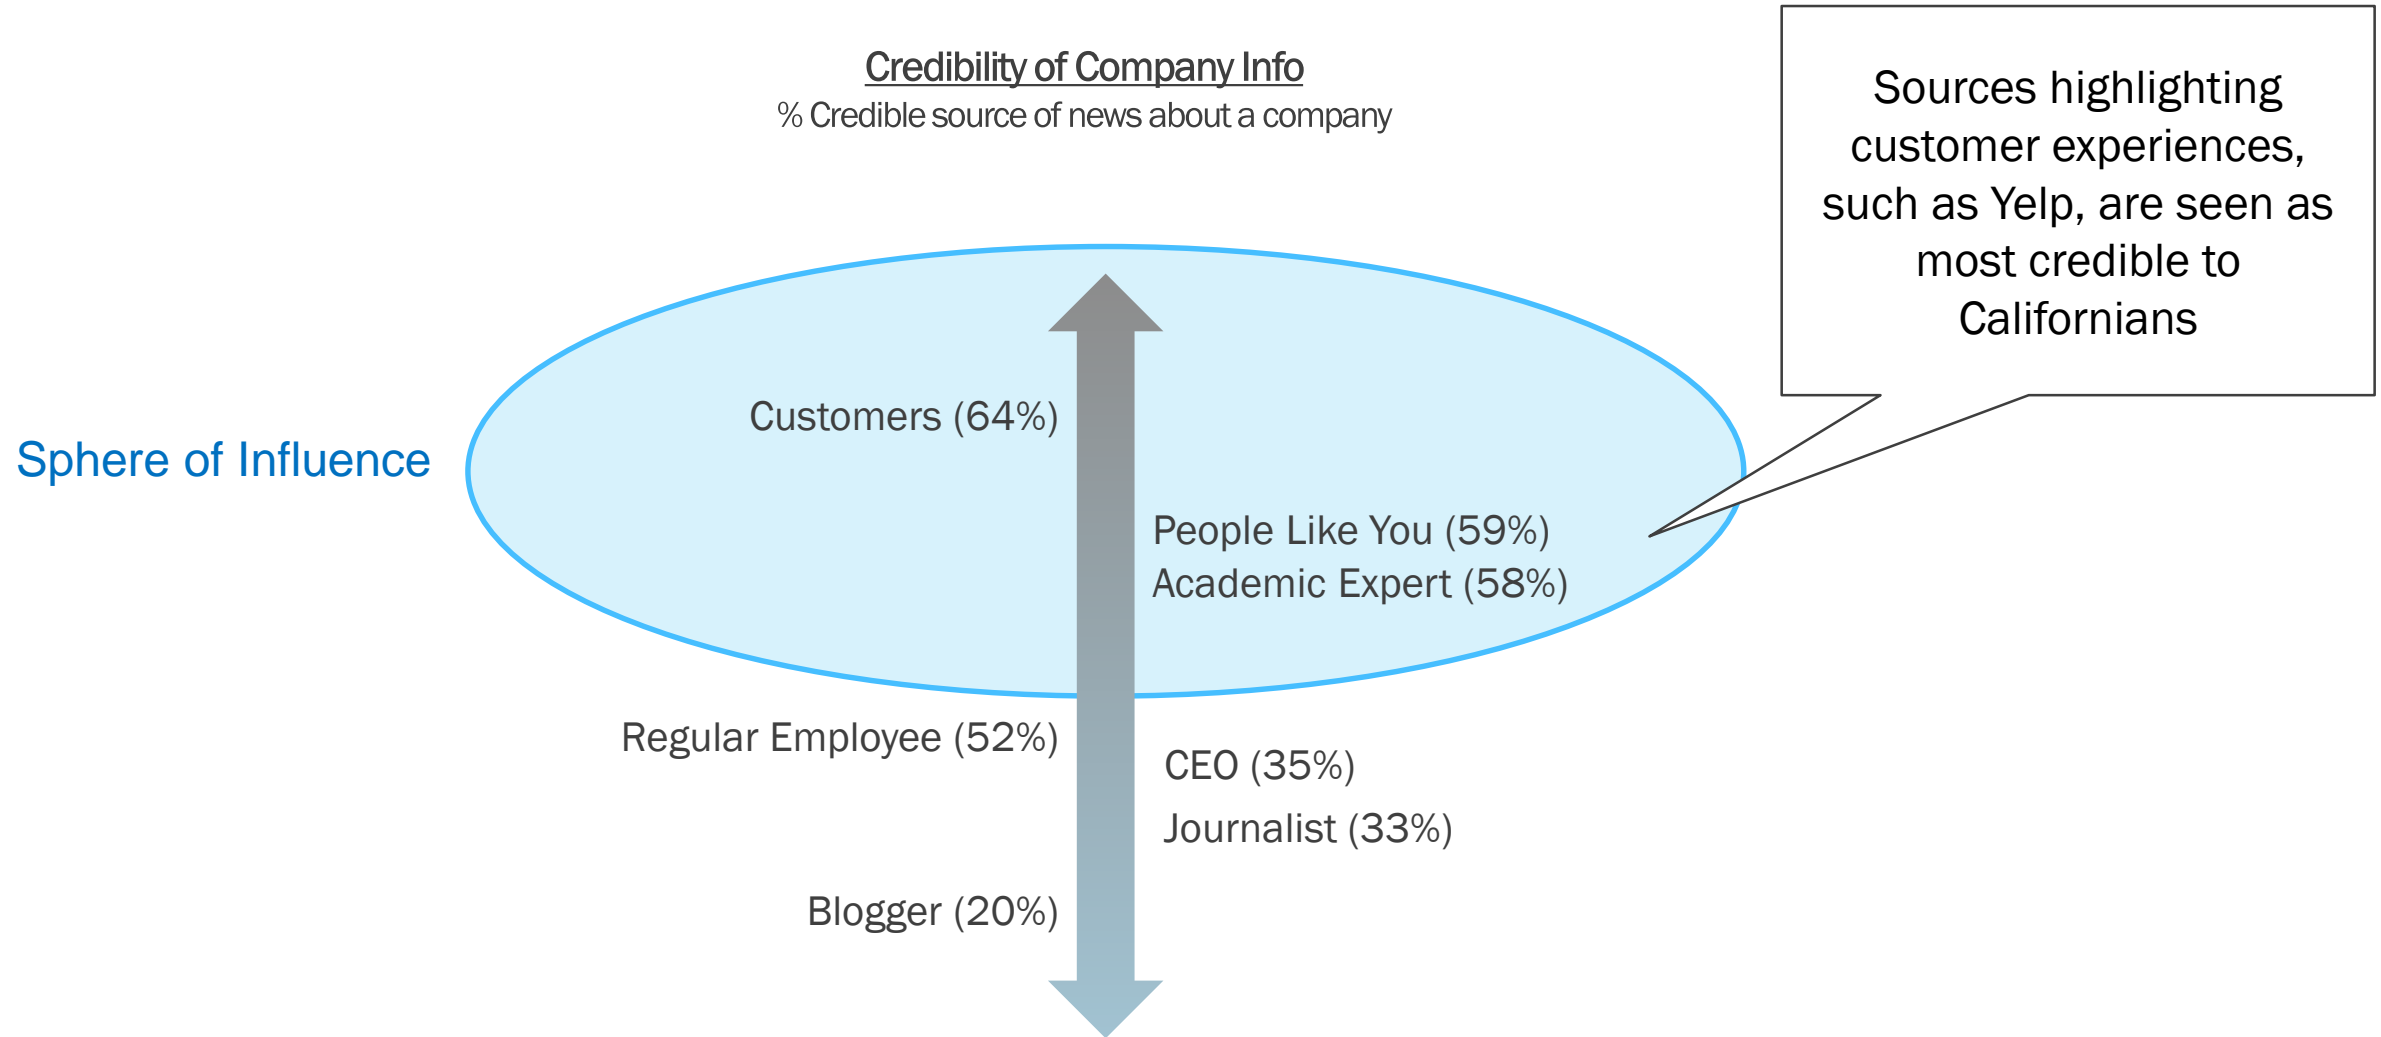 Credibility of Company Info
% Credible source of news about a company
Sources highlighting
customer experiences,
such as Yelp, are seen as
most credible to
Californians
Sphere of Influence
Customers (64%)
People Like You (59%)
Academic Expert (58%)
Regular Employee (52%)
CEO (35%)
Journalist (33%)
Blogger (20%)